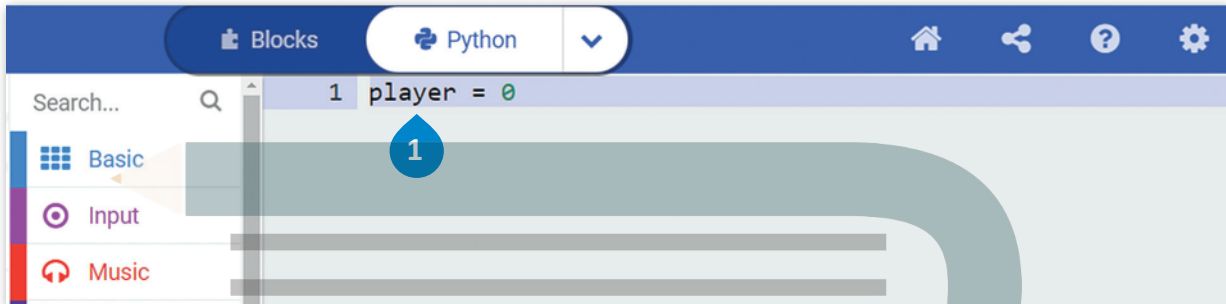 Blocks Python
Search...
1 player = 0
1
Basic
Input
Music